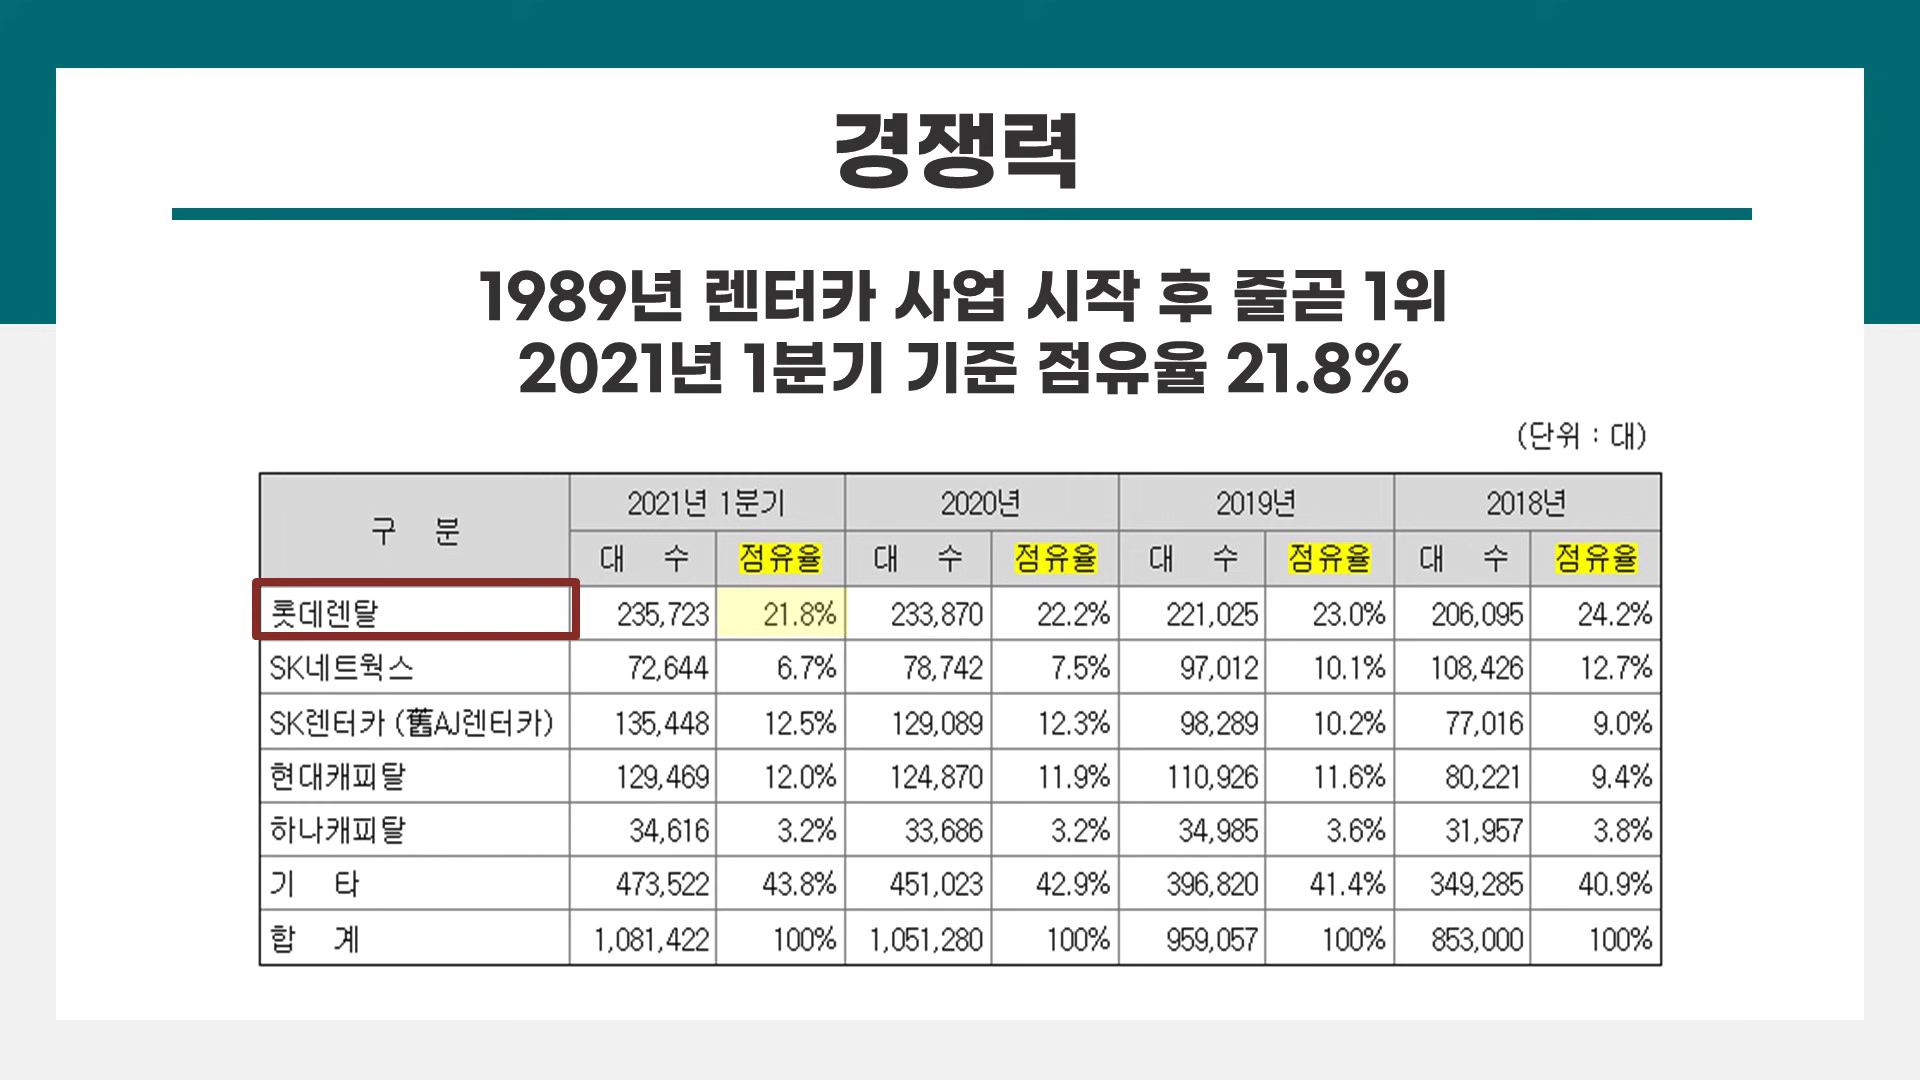 경쟁력
1989년 렌터카 사업 시작 후 줄곧 1위
2021년 1분기 기준 점유율 21.8%
(단위 : 대)
구 분 2021년 1분기 2020년 2019년 2018년
대 수 점유율 대 수 점유율 대 수 점유율 대 수 점유율
롯데렌탈 235,723 21.8% 233,870 22.2% 221,025 23.0% 206,095 24.2%
SK네트웍스 72,644 6.7% 78,742 7.5% 97,012 10.1% 108,426 12.7%
SK렌터카 (舊AJ렌터카) 135,448 12.5% 129,089 12.3% 98,289 10.2% 77,016 9.0%
현대캐피탈 129,469 12.0% 124,870 11.9% 110,926 11.6% 80,221 9.4%
하나캐피탈 34,616 3.2% 33,686 3.2% 34,985 3.6% 31,957 3.8%
기 타 473,522 43.8% 451,023 42.9% 396,820 41.4% 349,285 40.9%
합 계 1,081,422 100% 1,051,280 100% 959,057 100% 853,000 100%